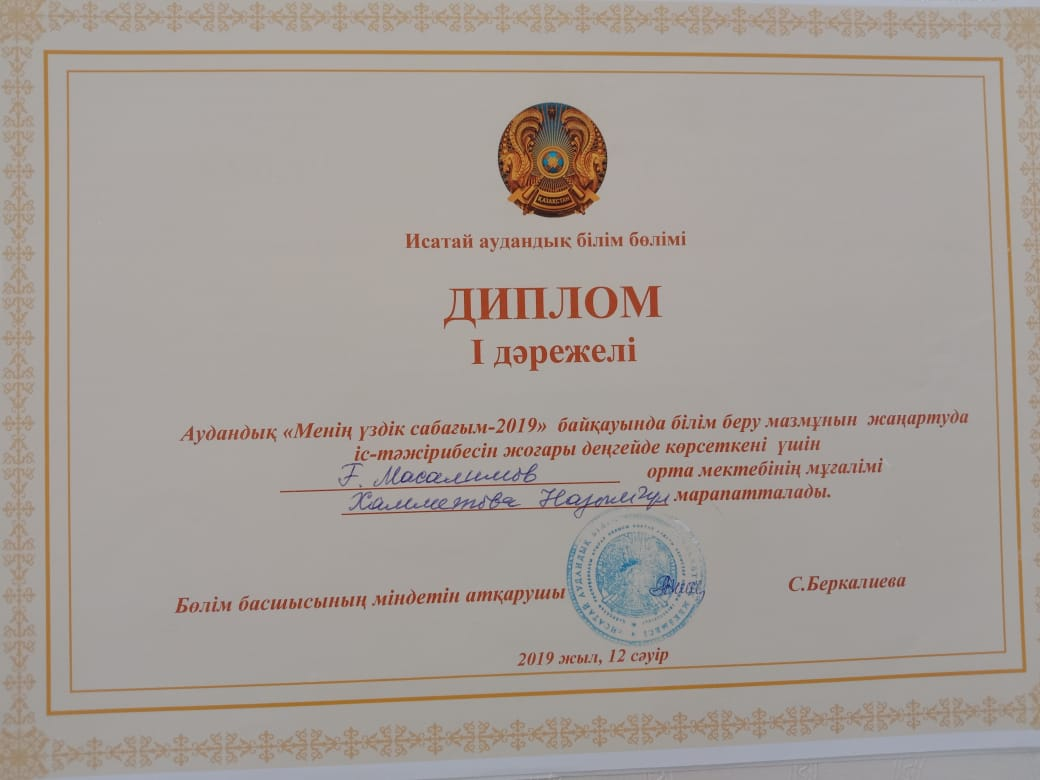 ҚАЗАҚСТАН
Исатай аудандық білім бөлімі
ДИПЛОМ
І дәрежелі
Аудандық «Менің үздік сабағым-2019» байқауында білім беру мазмұнын жаңартуда
іс-тәжірибесін жоғары деңгейде көрсеткені үшін
Ғ. Масалимов орта мектебінің мұғалімі
Хамметова Назымгүл марапатталады.
Бөлім басшысының міндетін атқарушы С.Беркалиева
2019 жыл, 12 сәуір